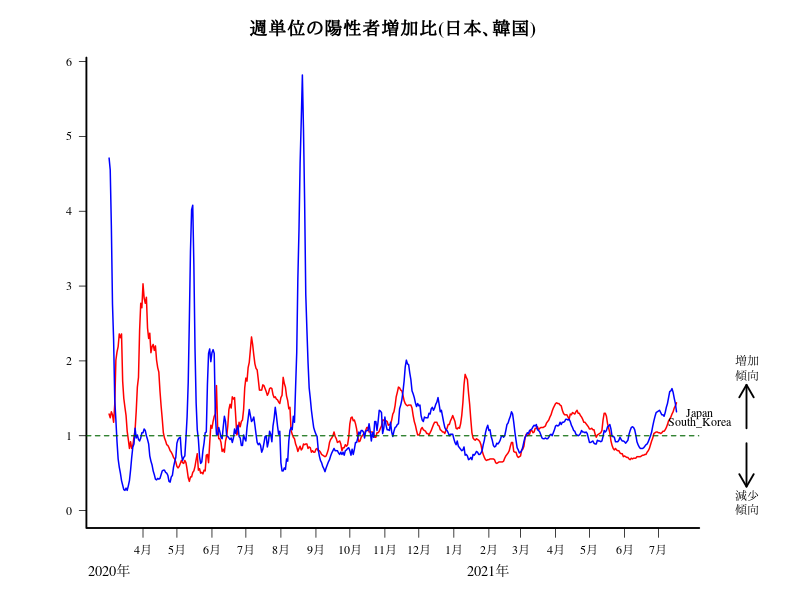 週単位の陽性者増加比(日本、韓国)
6
5
4
3
2
1
0
増加
傾向
Japan
South_Korea
減少
傾向
4月 5月 6月 7月 8月 9月 10月 11月 12月 1月 2月 3月 4月 5月 6月 7月
2020年 2021年